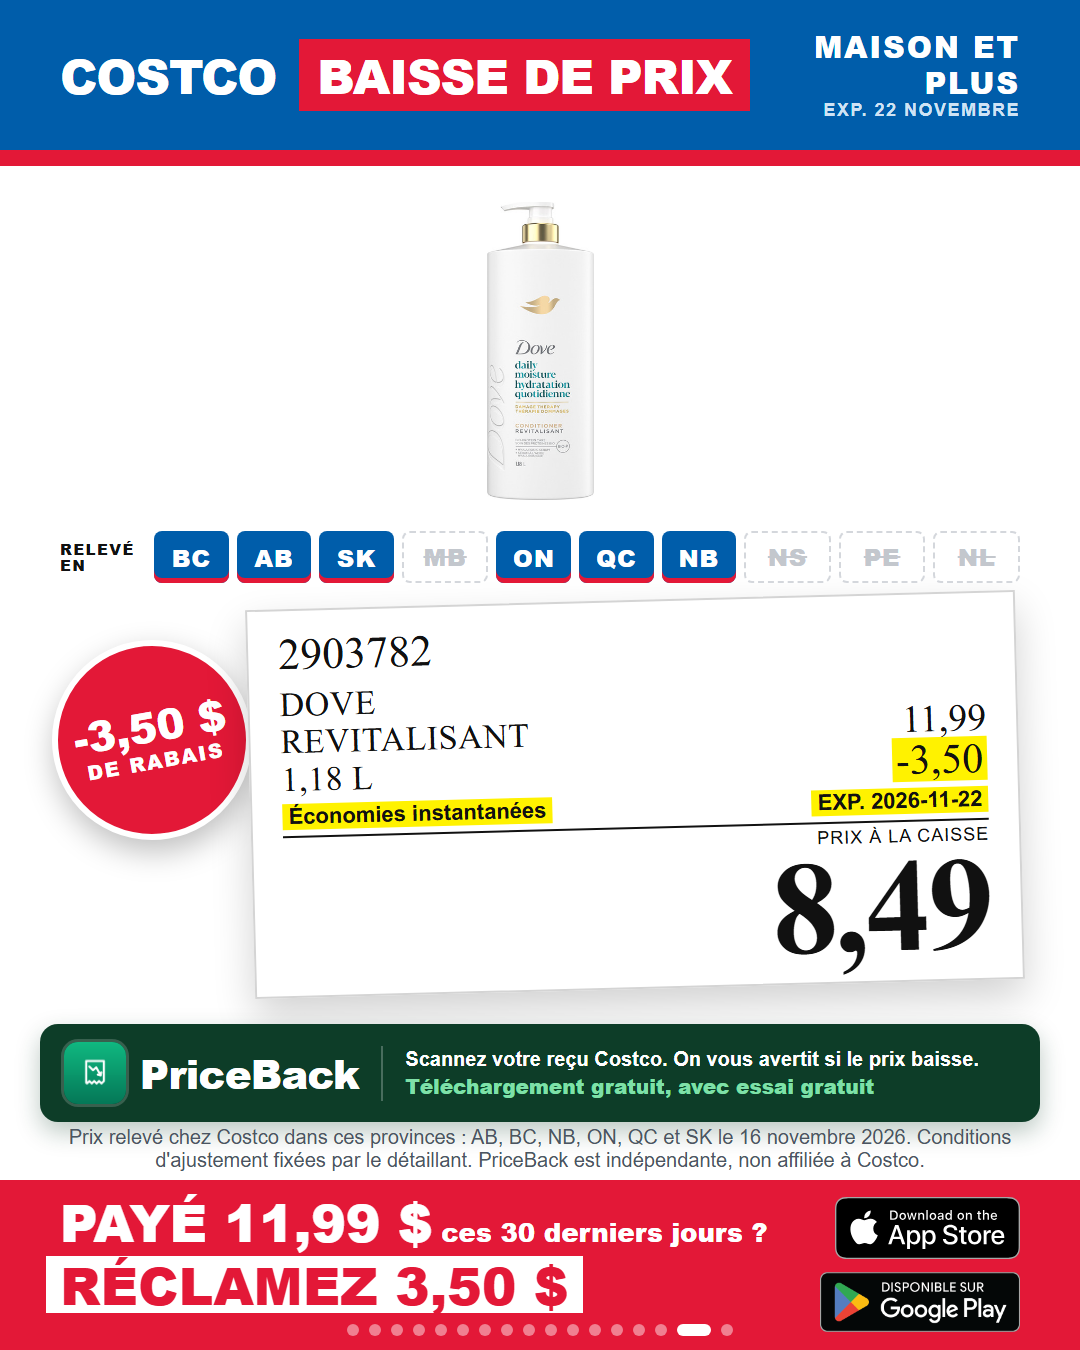 COSTCO
BAISSE DE PRIX
MAISON ET
PLUS
EXP. 22 NOVEMBRE
Dove
Dove
daily
moisture
hydratation
quotidienne
DAMAGE THERAPY
CONDITIONER
REVITALISANT
RELEVÉ
EN
BC AB SK MB ON QC NB NS PE NL
-3,50 $
DE RABAIS
2903782
DOVE
REVITALISANT
1,18 L
Économies instantanées
11,99
-3,50
EXP. 2026-11-22
PRIX À LA CAISSE
8,49
PriceBack
Scannez votre reçu Costco. On vous avertit si le prix baisse.
Téléchargement gratuit, avec essai gratuit
Prix relevé chez Costco dans ces provinces : AB, BC, NB, ON, QC et SK le 16 novembre 2026. Conditions
d'ajustement fixées par le détaillant. PriceBack est indépendante, non affiliée à Costco.
PAYÉ 11,99 $ ces 30 derniers jours ?
RÉCLAMEZ 3,50 $
Download on the
App Store
DISPONIBLE SUR
Google Play